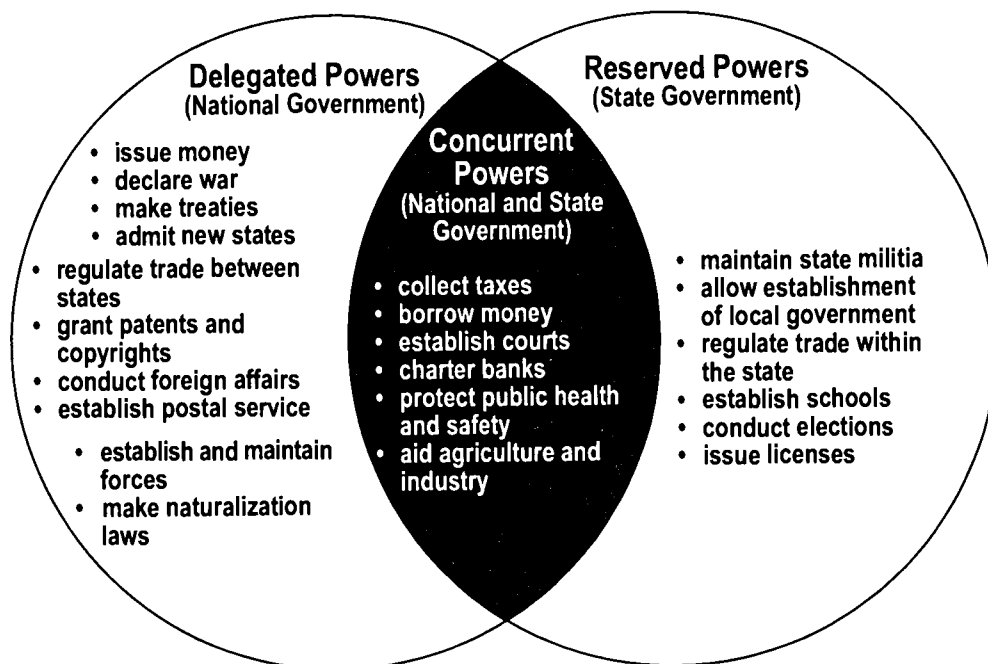 Delegated Powers
(National Government)
• issue money
• declare war
• make treaties
• admit new states
• regulate trade between
states
• grant patents and
copyrights
• conduct foreign affairs
• establish postal service
• establish and maintain
forces
• make naturalization
laws
Concurrent
Powers
(National and State
Government)
• collect taxes
• borrow money
• establish courts
• charter banks
• protect public health
and safety
• aid agriculture and
industry
Reserved Powers
(State Government)
• maintain state militia
• allow establishment
of local government
• regulate trade within
the state
• establish schools
• conduct elections
• issue licenses